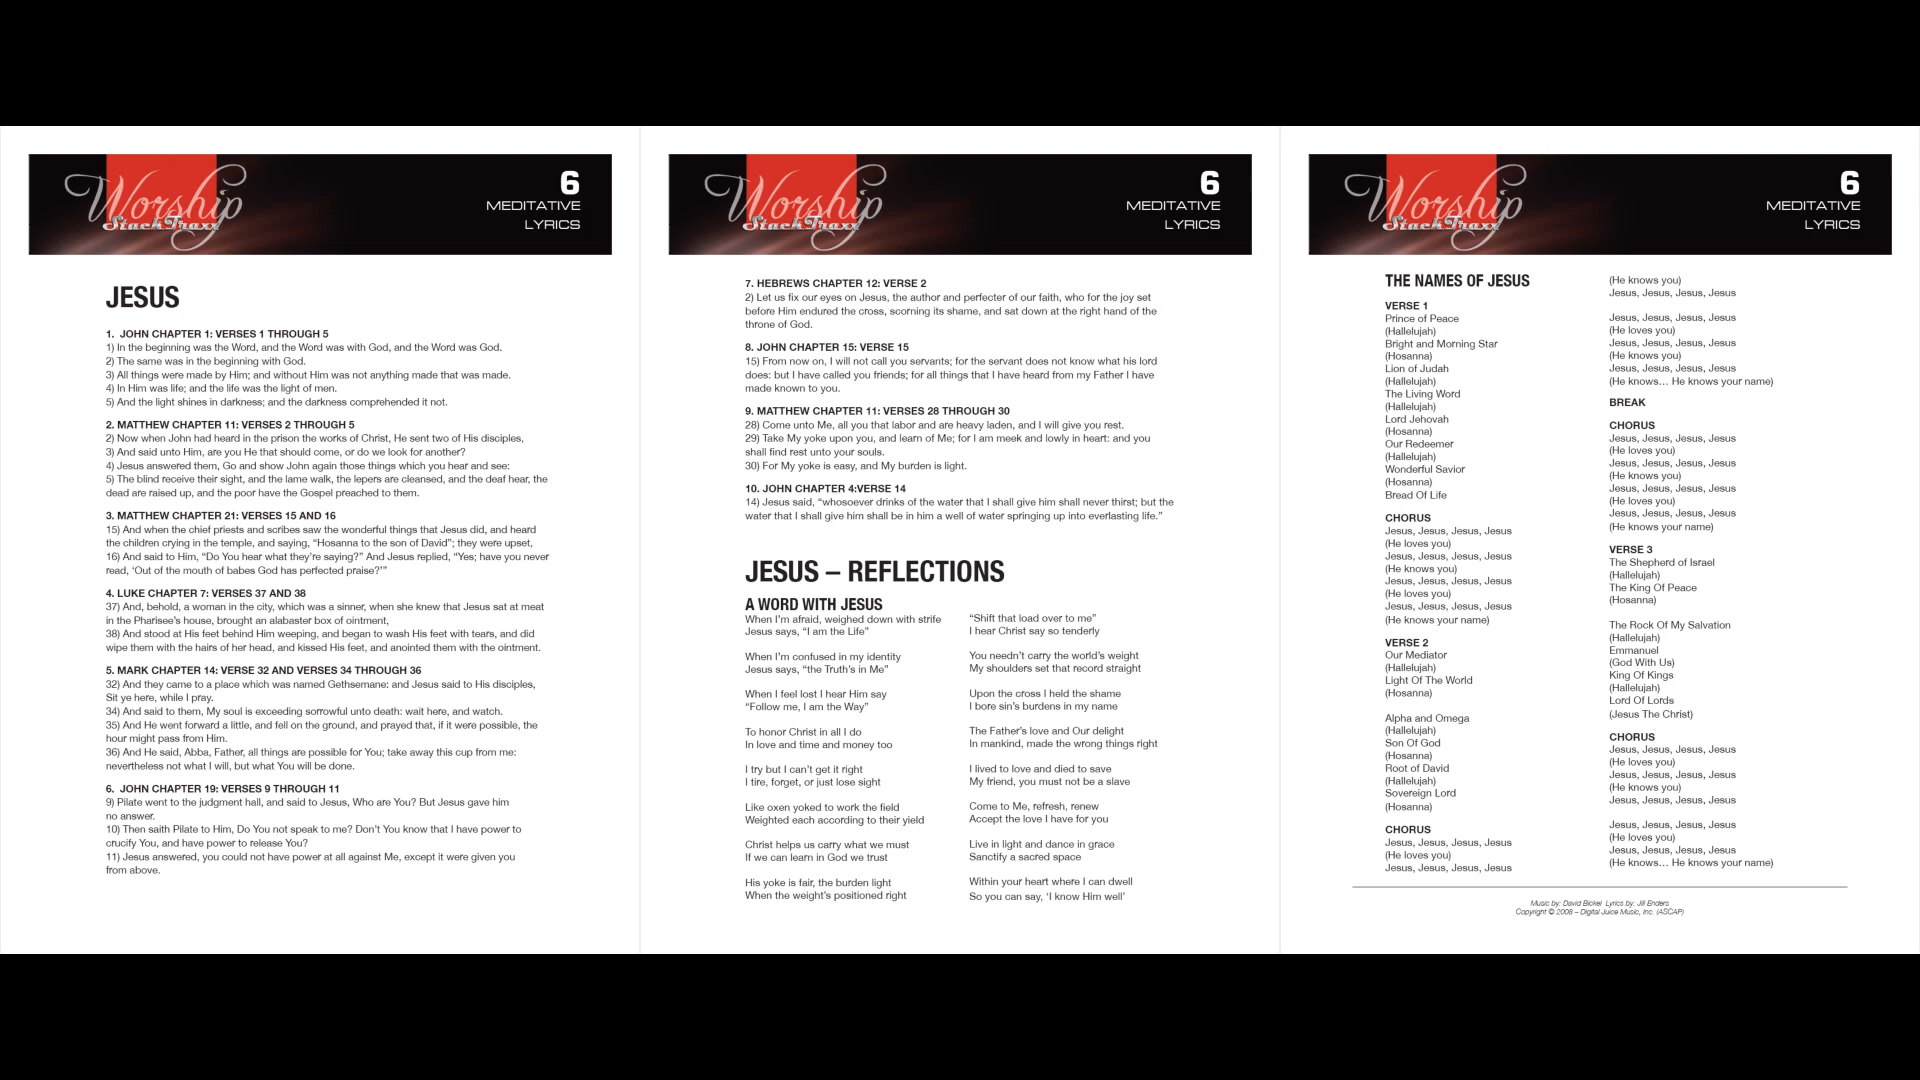 Worship
StackTraxx
6
MEDITATIVE
LYRICS
JESUS
1.  JOHN CHAPTER 1: VERSES 1 THROUGH 5
1) In the beginning was the Word, and the Word was with God, and the Word was God.
2) The same was in the beginning with God.
3) All things were made by Him; and without Him was not anything made that was made.
4) In Him was life; and the life was the light of men.
5) And the light shines in darkness; and the darkness comprehended it not.
2. MATTHEW CHAPTER 11: VERSES 2 THROUGH 5
2) Now when John had heard in the prison the works of Christ, He sent two of His disciples,
3) And said unto Him, are you He that should come, or do we look for another?
4) Jesus answered them, Go and show John again those things which you hear and see:
5) The blind receive their sight, and the lame walk, the lepers are cleansed, and the deaf hear, the
dead are raised up, and the poor have the Gospel preached to them.
3. MATTHEW CHAPTER 21: VERSES 15 AND 16
15) And when the chief priests and scribes saw the wonderful things that Jesus did, and heard
the children crying in the temple, and saying, “Hosanna to the son of David”; they were upset,
16) And said to Him, “Do You hear what they’re saying?” And Jesus replied, “Yes; have you never
read, ‘Out of the mouth of babes God has perfected praise?’”
4. LUKE CHAPTER 7: VERSES 37 AND 38
37) And, behold, a woman in the city, which was a sinner, when she knew that Jesus sat at meat
in the Pharisee’s house, brought an alabaster box of ointment,
38) And stood at His feet behind Him weeping, and began to wash His feet with tears, and did
wipe them with the hairs of her head, and kissed His feet, and anointed them with the ointment.
5. MARK CHAPTER 14: VERSE 32 AND VERSES 34 THROUGH 36
32) And they came to a place which was named Gethsemane: and Jesus said to His disciples,
Sit ye here, while I pray.
34) And said to them, My soul is exceeding sorrowful unto death: wait here, and watch.
35) And He went forward a little, and fell on the ground, and prayed that, if it were possible, the
hour might pass from Him.
36) And He said, Abba, Father, all things are possible for You; take away this cup from me:
nevertheless not what I will, but what You will be done.
6.  JOHN CHAPTER 19: VERSES 9 THROUGH 11
9) Pilate went to the judgment hall, and said to Jesus, Who are You? But Jesus gave him
no answer.
10) Then saith Pilate to Him, Do You not speak to me? Don’t You know that I have power to
crucify You, and have power to release You?
11) Jesus answered, you could not have power at all against Me, except it were given you
from above.
Worship
StackTraxx
6
MEDITATIVE
LYRICS
7. HEBREWS CHAPTER 12: VERSE 2
2) Let us fix our eyes on Jesus, the author and perfecter of our faith, who for the joy set
before Him endured the cross, scorning its shame, and sat down at the right hand of the
throne of God.
8. JOHN CHAPTER 15: VERSE 15
15) From now on, I will not call you servants; for the servant does not know what his lord
does: but I have called you friends; for all things that I have heard from my Father I have
made known to you.
9. MATTHEW CHAPTER 11: VERSES 28 THROUGH 30
28) Come unto Me, all you that labor and are heavy laden, and I will give you rest.
29) Take My yoke upon you, and learn of Me; for I am meek and lowly in heart: and you
shall find rest unto your souls.
30) For My yoke is easy, and My burden is light.
10. JOHN CHAPTER 4:VERSE 14
14) Jesus said, “whosoever drinks of the water that I shall give him shall never thirst; but the
water that I shall give him shall be in him a well of water springing up into everlasting life.”
JESUS – REFLECTIONS
A WORD WITH JESUS
When I’m afraid, weighed down with strife
Jesus says, “I am the Life”
When I’m confused in my identity
Jesus says, “the Truth’s in Me”
When I feel lost I hear Him say
“Follow me, I am the Way”
To honor Christ in all I do
In love and time and money too
I try but I can’t get it right
I tire, forget, or just lose sight
Like oxen yoked to work the field
Weighted each according to their yield
Christ helps us carry what we must
If we can learn in God we trust
His yoke is fair, the burden light
When the weight’s positioned right
“Shift that load over to me”
I hear Christ say so tenderly
You needn’t carry the world’s weight
My shoulders set that record straight
Upon the cross I held the shame
I bore sin’s burdens in my name
The Father’s love and Our delight
In mankind, made the wrong things right
I lived to love and died to save
My friend, you must not be a slave
Come to Me, refresh, renew
Accept the love I have for you
Live in light and dance in grace
Sanctify a sacred space
Within your heart where I can dwell
So you can say, ‘I know Him well’
Worship
StackTraxx
6
MEDITATIVE
LYRICS
THE NAMES OF JESUS
VERSE 1
Prince of Peace
(Hallelujah)
Bright and Morning Star
(Hosanna)
Lion of Judah
(Hallelujah)
The Living Word
(Hallelujah)
Lord Jehovah
(Hosanna)
Our Redeemer
(Hallelujah)
Wonderful Savior
(Hosanna)
Bread Of Life
CHORUS
Jesus, Jesus, Jesus, Jesus
(He loves you)
Jesus, Jesus, Jesus, Jesus
(He knows you)
Jesus, Jesus, Jesus, Jesus
(He loves you)
Jesus, Jesus, Jesus, Jesus
(He knows your name)
VERSE 2
Our Mediator
(Hallelujah)
Light Of The World
(Hosanna)
Alpha and Omega
(Hallelujah)
Son Of God
(Hosanna)
Root of David
(Hallelujah)
Sovereign Lord
(Hosanna)
CHORUS
Jesus, Jesus, Jesus, Jesus
(He loves you)
Jesus, Jesus, Jesus, Jesus
(He knows you)
Jesus, Jesus, Jesus, Jesus
Jesus, Jesus, Jesus, Jesus
(He loves you)
Jesus, Jesus, Jesus, Jesus
(He knows you)
Jesus, Jesus, Jesus, Jesus
(He knows... He knows your name)
BREAK
CHORUS
Jesus, Jesus, Jesus, Jesus
(He loves you)
Jesus, Jesus, Jesus, Jesus
(He knows you)
Jesus, Jesus, Jesus, Jesus
(He loves you)
Jesus, Jesus, Jesus, Jesus
(He knows your name)
VERSE 3
The Shepherd of Israel
(Hallelujah)
The King Of Peace
(Hosanna)
The Rock Of My Salvation
(Hallelujah)
Emmanuel
(God With Us)
King Of Kings
(Hallelujah)
Lord Of Lords
(Jesus The Christ)
CHORUS
Jesus, Jesus, Jesus, Jesus
(He loves you)
Jesus, Jesus, Jesus, Jesus
(He knows you)
Jesus, Jesus, Jesus, Jesus
Jesus, Jesus, Jesus, Jesus
(He loves you)
Jesus, Jesus, Jesus, Jesus
(He knows... He knows your name)
Music by: David Bickel  Lyrics by: Jill Enders
Copyright © 2008 – Digital Juice Music, Inc. (ASCAP)